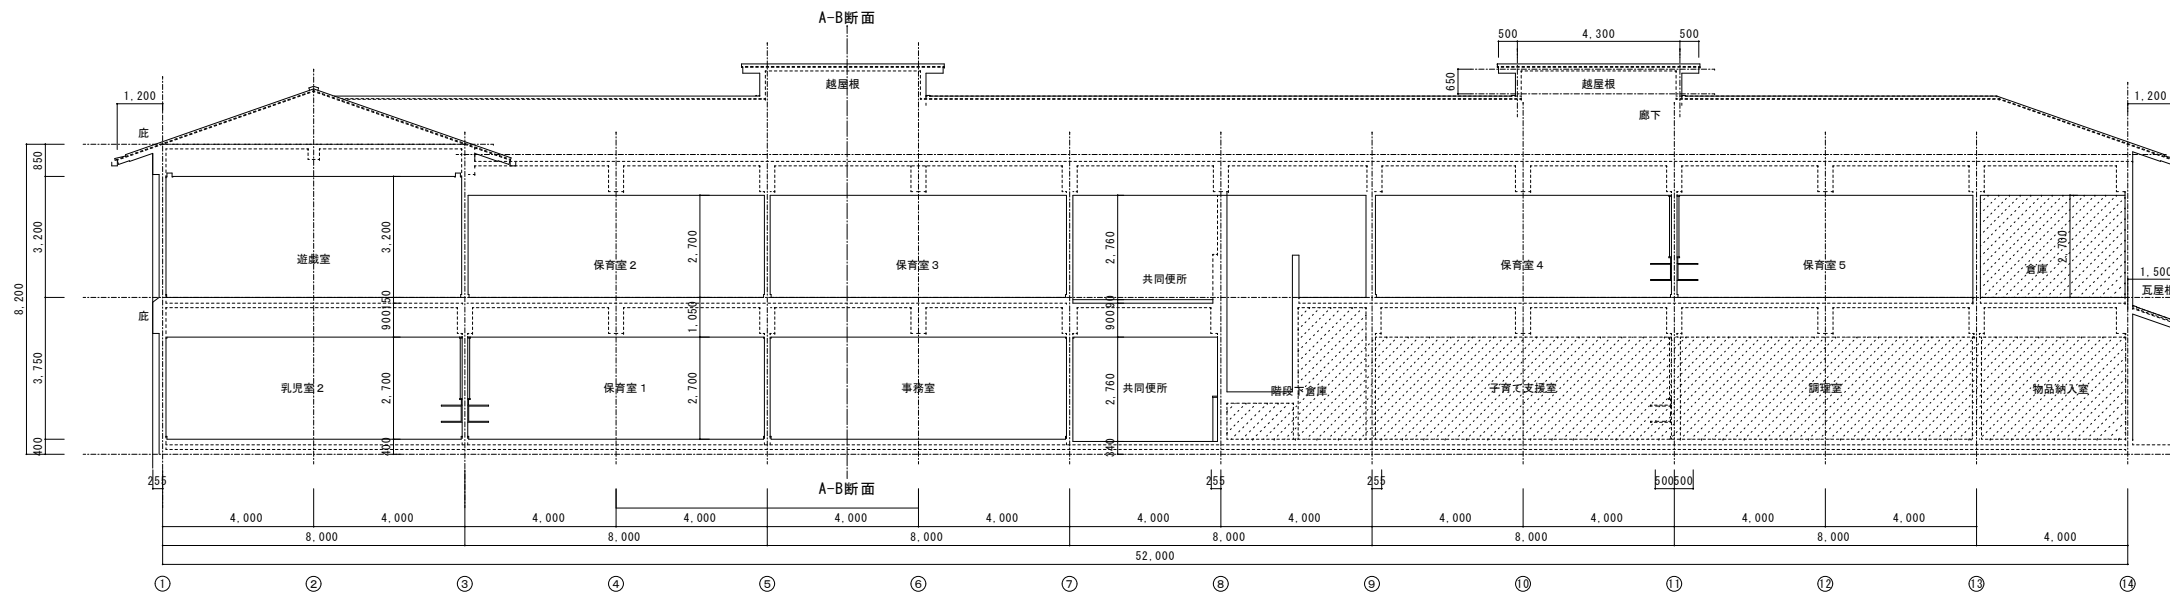 A-B断面
500 4,300 500
越屋根 越屋根
650
1,200 1,200
廊下
庇
850
3,200 3,200 2,700 2,760 2,700
遊戯室 保育室2 保育室3 共同便所 保育室4 保育室5 倉庫
8,200
1,500
瓦屋根
庇
150 900 1,050 90 900
3,750
2,700 2,700 2,760
乳児室2 保育室1 事務室 共同便所 階段下倉庫 子育て支援室 調理室 物品納入室
400 400 340
255 255 255 500 500
A-B断面
4,000 4,000 4,000 4,000 4,000 4,000 4,000 4,000 4,000 4,000 4,000 4,000
8,000 8,000 8,000 8,000 8,000 8,000 4,000
52,000
① ② ③ ④ ⑤ ⑥ ⑦ ⑧ ⑨ ⑩ ⑪ ⑫ ⑬ ⑭